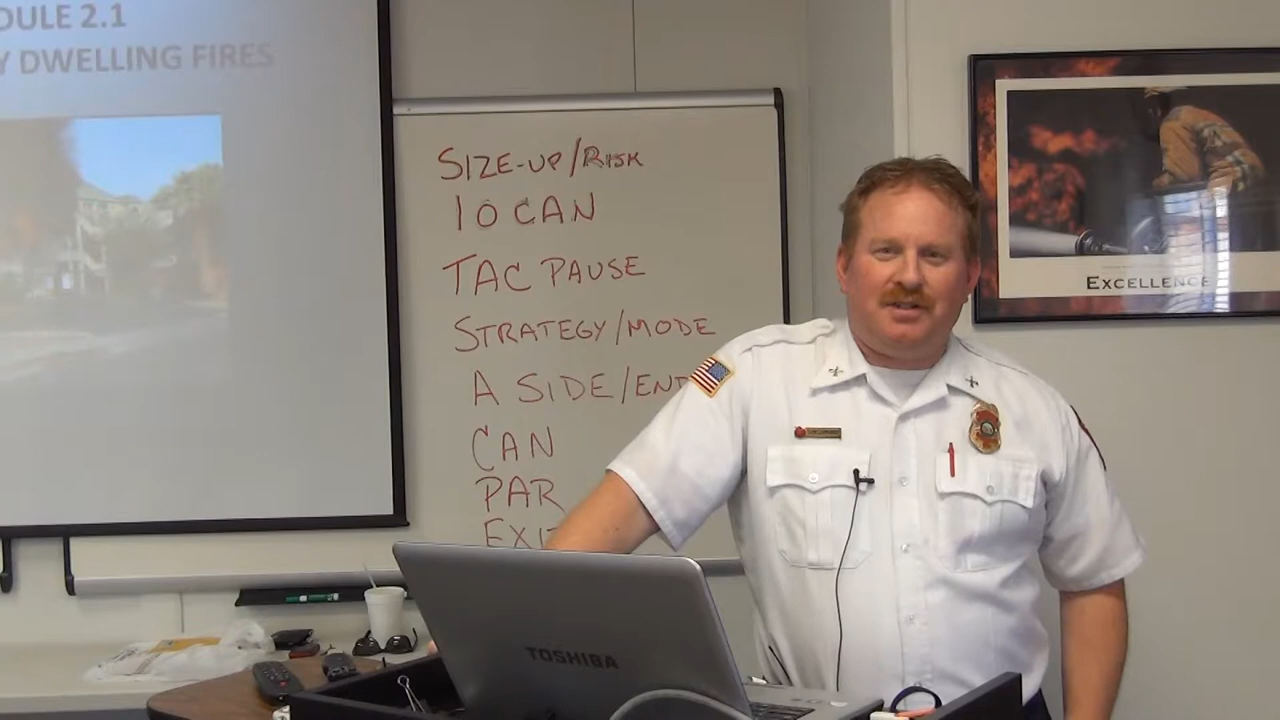 DULE 2.1
Y DWELLING FIRES
SIZE-UP/RISK
10 CAN
TAC PAUSE
STRATEGY/MODE
A SIDE/ENT
CAN
PAR
EXIT
EXCELLENCE
TOSHIBA